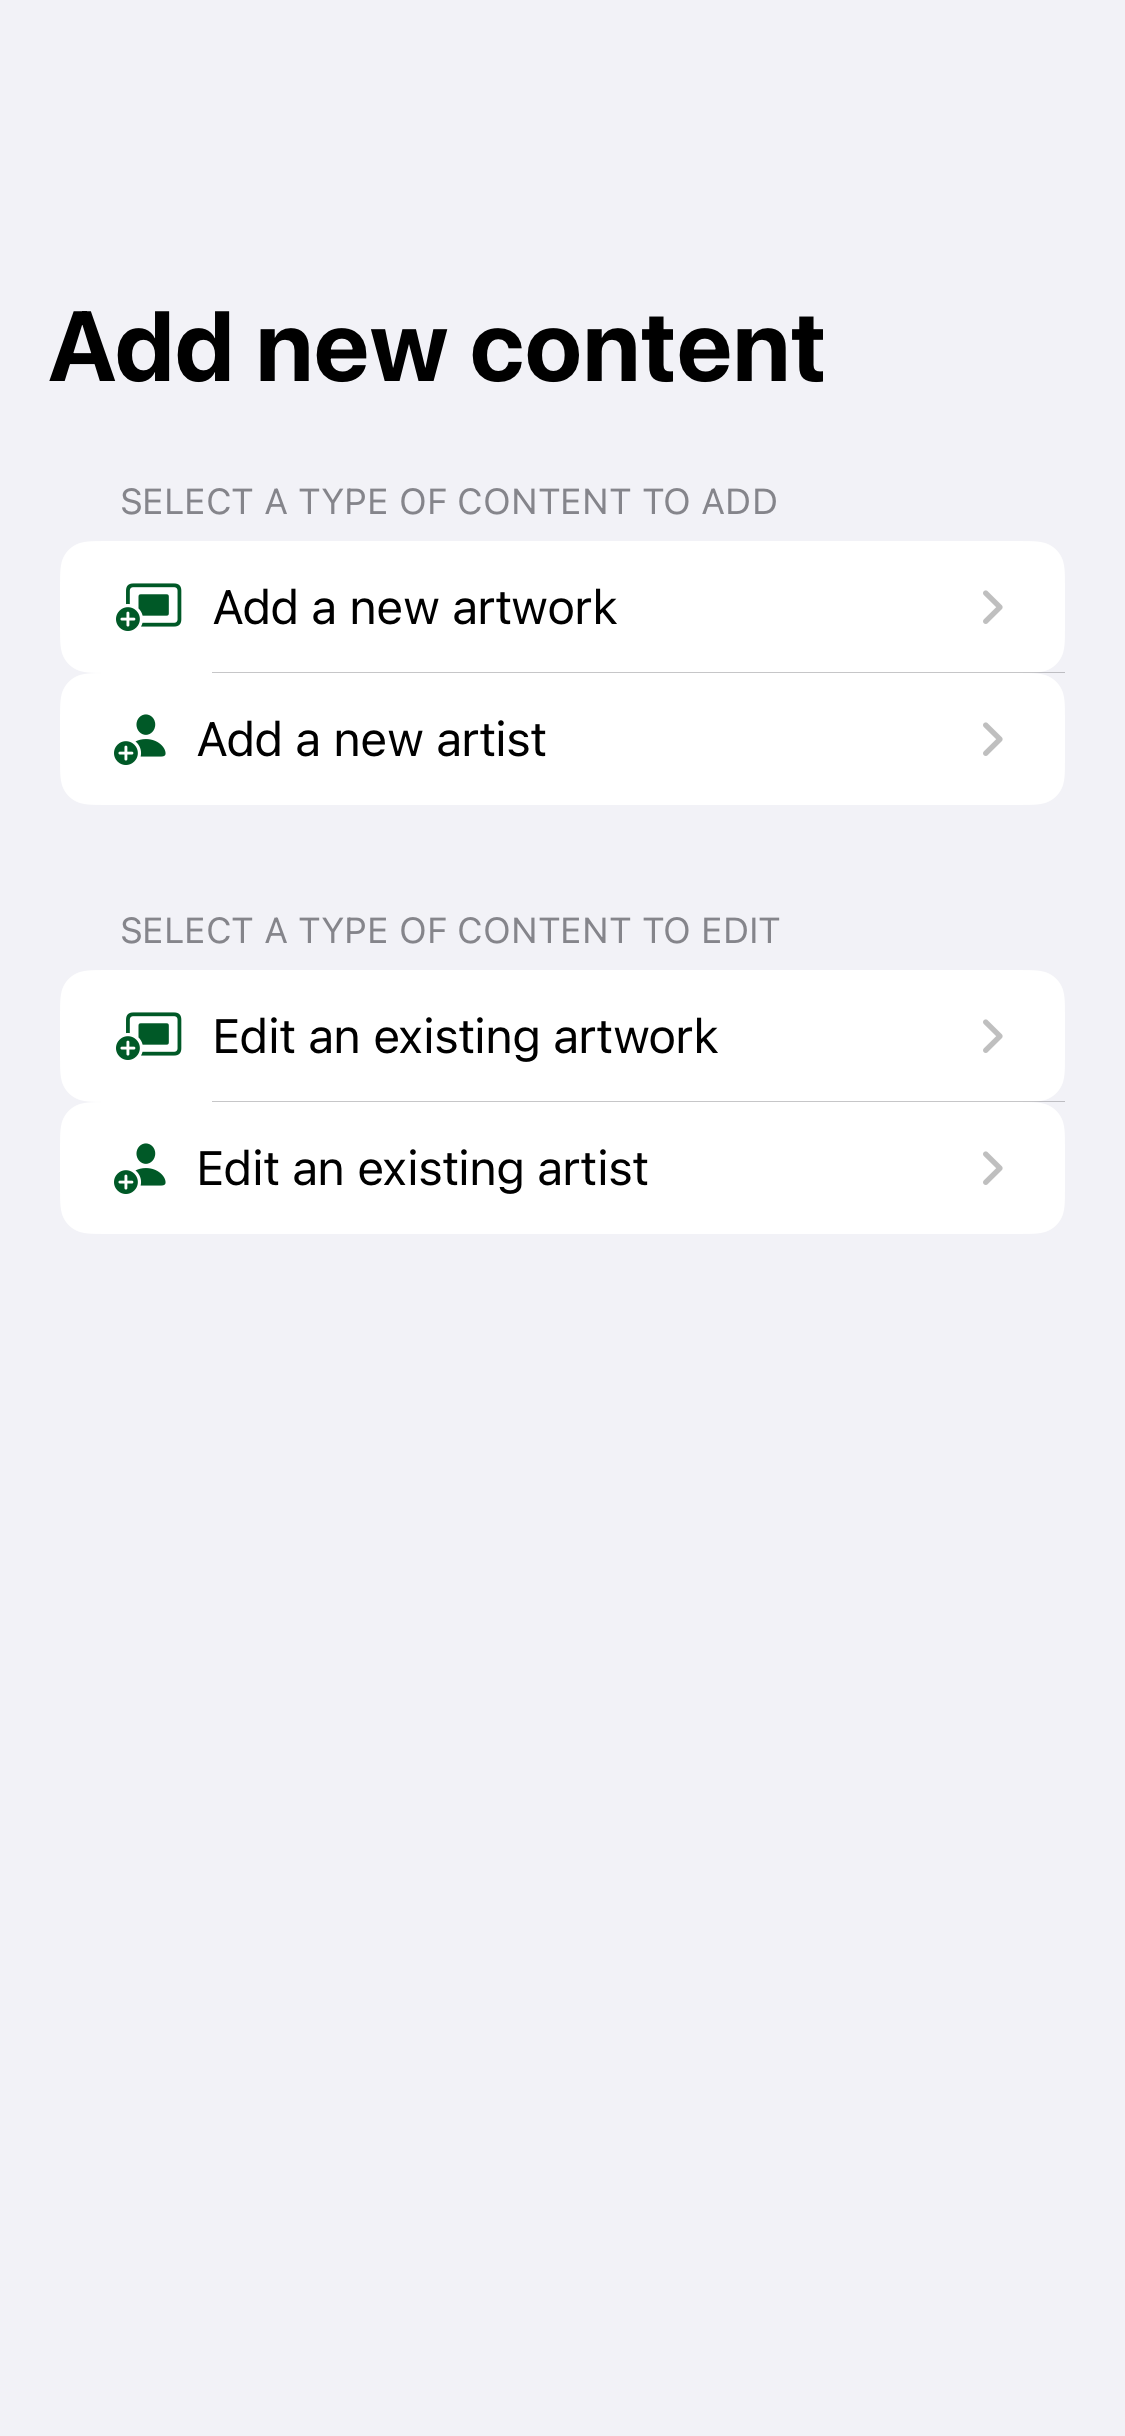 Add new content
SELECT A TYPE OF CONTENT TO ADD
Add a new artwork
Add a new artist
SELECT A TYPE OF CONTENT TO EDIT
Edit an existing artwork
Edit an existing artist